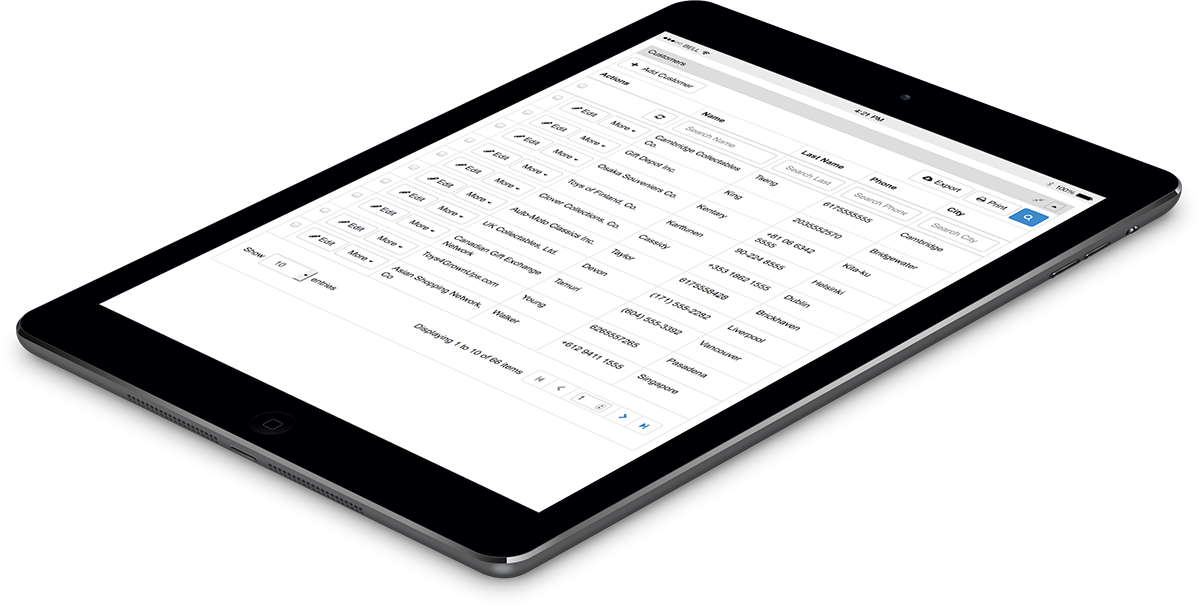 BELL 4:21 PM 100%
Customers
+ Add Customer Export Print
Actions Name Last Name Phone City
Search Name Search Last Search Phone Search City
Edit More Cambridge Collectables Co. Tseng 6175555555 Cambridge
Edit More Gift Depot Inc. King 2035552570 Bridgewater
Edit More Osaka Souveniers Co. Kentary +81 06 6342 5555 Kita-ku
Edit More Toys of Finland, Co. Karttunen 90-224 8555 Helsinki
Edit More Clover Collections, Co. Cassidy +353 1862 1555 Dublin
Edit More Auto-Moto Classics Inc. Taylor 6175558428 Brickhaven
Edit More UK Collectables, Ltd. Devon (171) 555-2282 Liverpool
Edit More Canadian Gift Exchange Network Tamuri (604) 555-3392 Vancouver
Edit More Toys4GrownUps.com Young 6265557265 Pasadena
Edit More Asian Shopping Network, Co Walker +612 9411 1555 Singapore
Show 10 entries
Displaying 1 to 10 of 66 items 1